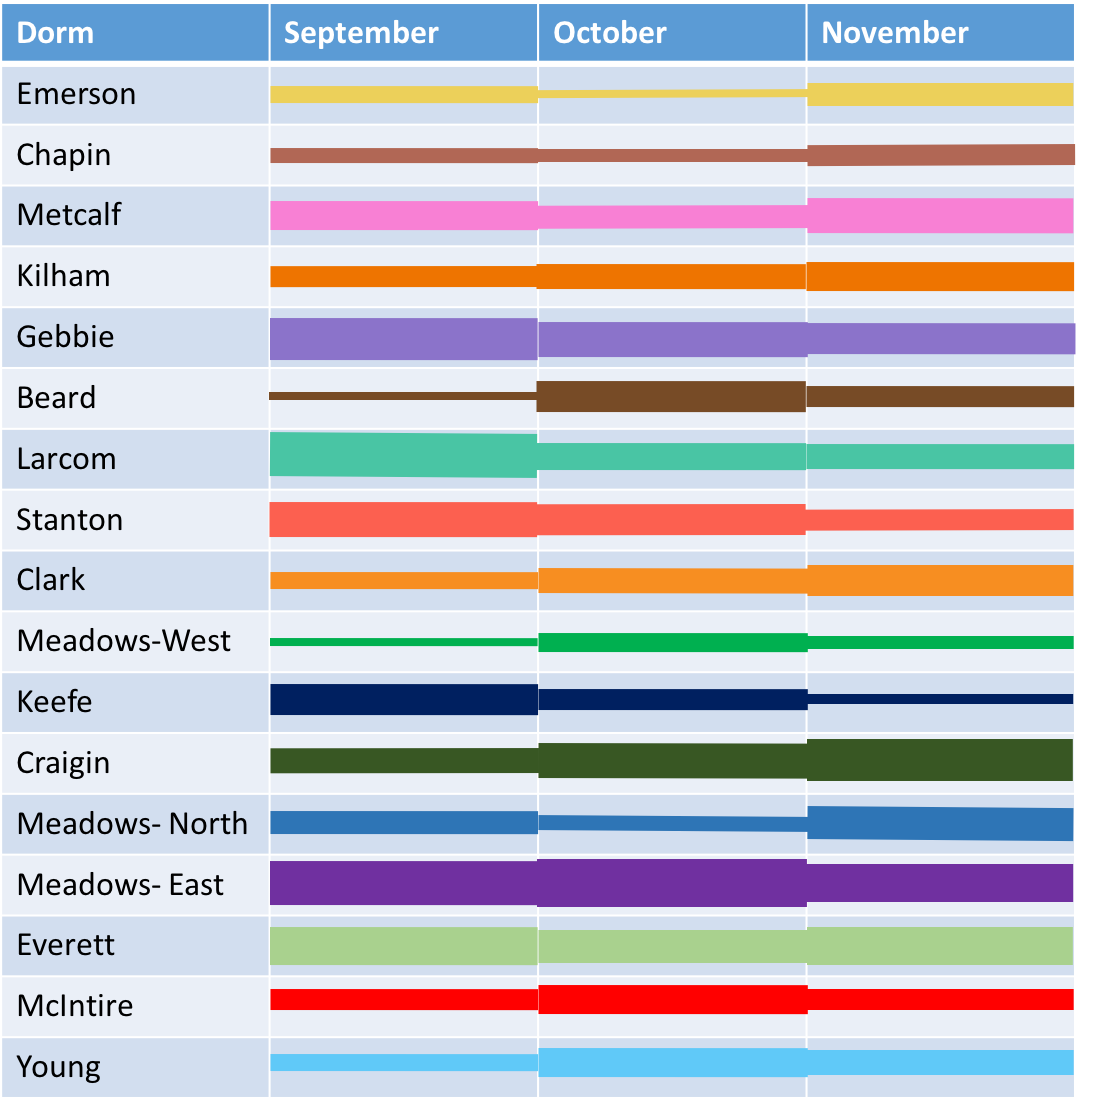 Dorm September October November
Emerson
Chapin
Metcalf
Kilham
Gebbie
Beard
Larcom
Stanton
Clark
Meadows-West
Keefe
Craigin
Meadows- North
Meadows- East
Everett
McIntire
Young